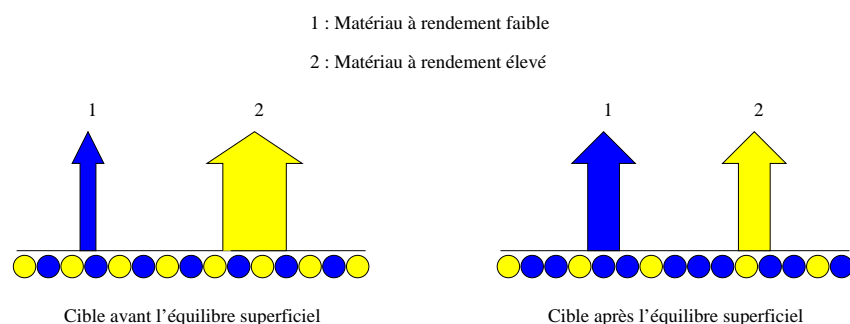 1 : Matériau à rendement faible
2 : Matériau à rendement élevé
1 2 1 2
Cible avant l'équilibre superficiel Cible après l'équilibre superficiel